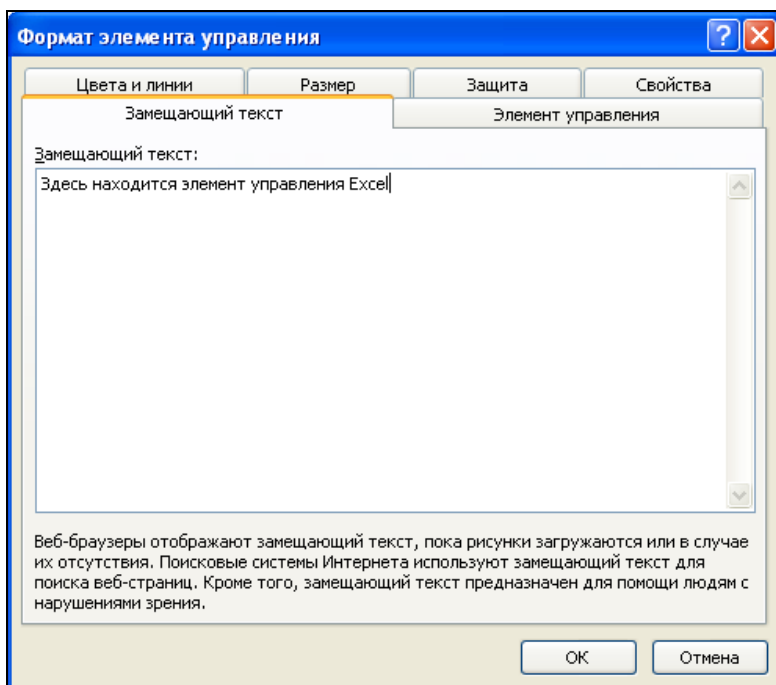 Формат элемента управления
Цвета и линии Размер Защита Свойства
Замещающий текст Элемент управления
Замещающий текст:
Здесь находится элемент управления Excel
Веб-браузеры отображают замещающий текст, пока рисунки загружаются или в случае
их отсутствия. Поисковые системы Интернета используют замещающий текст для
поиска веб-страниц. Кроме того, замещающий текст предназначен для помощи людям с
нарушениями зрения.
ОК Отмена